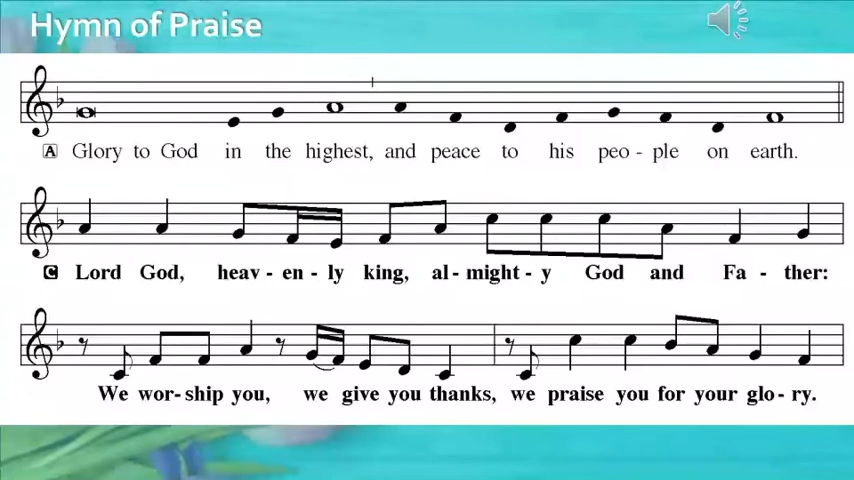 Hymn of Praise
A Glory to God in the highest, and peace to his peo - ple on earth.
C Lord God, heav - en - ly king, al - might - y God and Fa - ther:
We wor - ship you, we give you thanks, we praise you for your glo - ry.